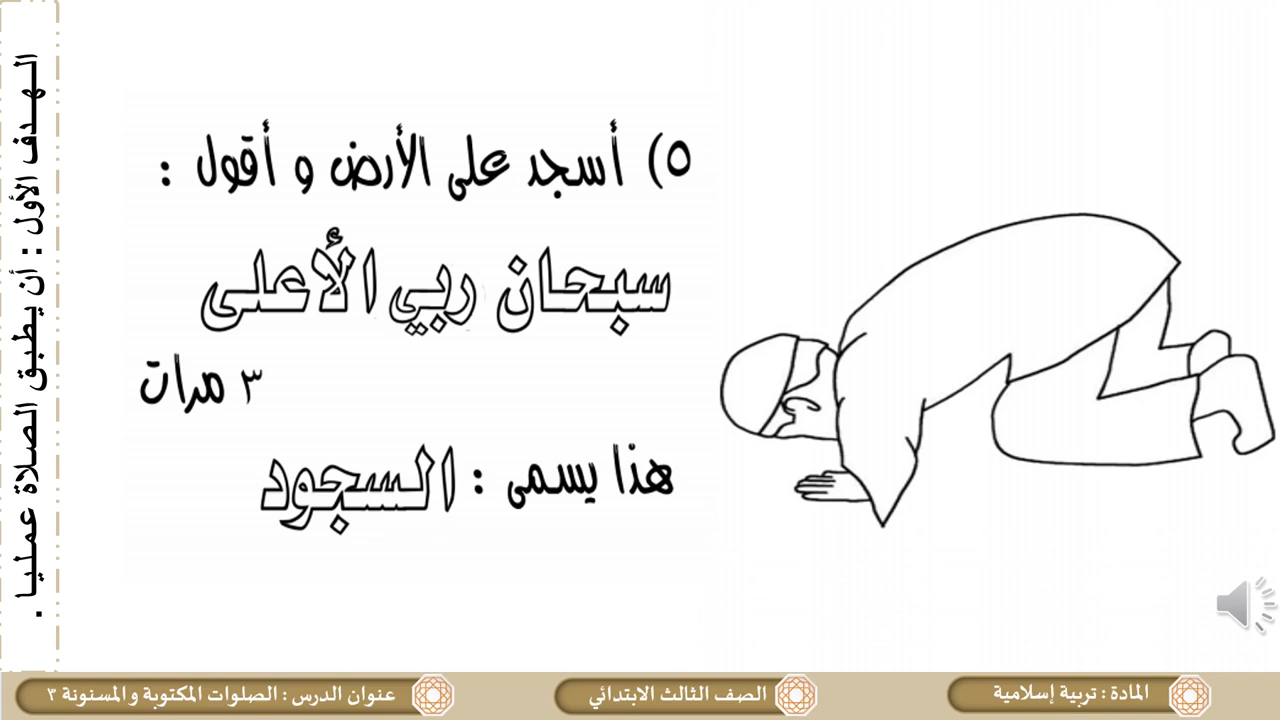 ٥) أسجد على الأرض و أقول :
سبحان ربي الأعلى
٣ مرات
هذا يسمى : السجود
الهدف الأول : أن يطبق الصلاة عمليا .
المادة : تربية إسلامية
الصف الثالث الابتدائي
عنوان الدرس : الصلوات المكتوبة و المسنونة ٣